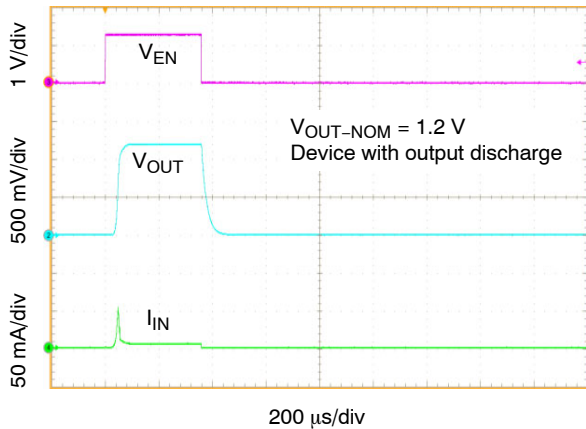 1 V/div
V_EN
V_OUT–NOM = 1.2 V
Device with output discharge
500 mV/div
V_OUT
50 mA/div
I_IN
200 μs/div